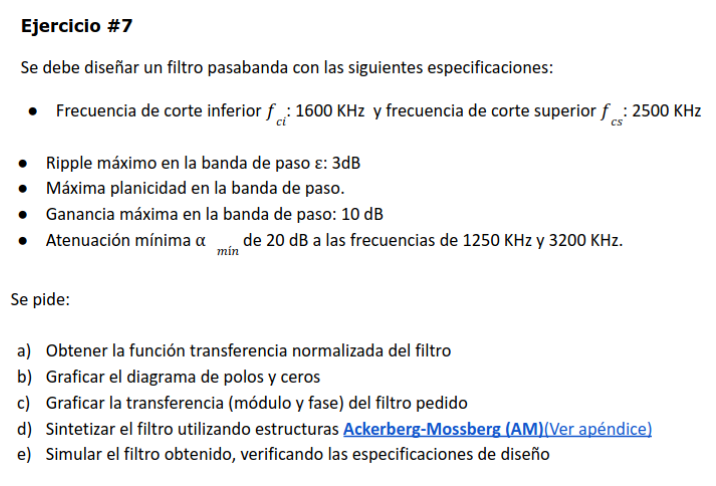 Ejercicio #7
Se debe diseñar un filtro pasabanda con las siguientes especificaciones:
● Frecuencia de corte inferior f ci: 1600 KHz y frecuencia de corte superior f cs: 2500 KHz
● Ripple máximo en la banda de paso ε: 3dB
● Máxima planicidad en la banda de paso.
● Ganancia máxima en la banda de paso: 10 dB
● Atenuación mínima α mín de 20 dB a las frecuencias de 1250 KHz y 3200 KHz.
Se pide:
a) Obtener la función transferencia normalizada del filtro
b) Graficar el diagrama de polos y ceros
c) Graficar la transferencia (módulo y fase) del filtro pedido
d) Sintetizar el filtro utilizando estructuras Ackerberg-Mossberg (AM)(Ver apéndice)
e) Simular el filtro obtenido, verificando las especificaciones de diseño